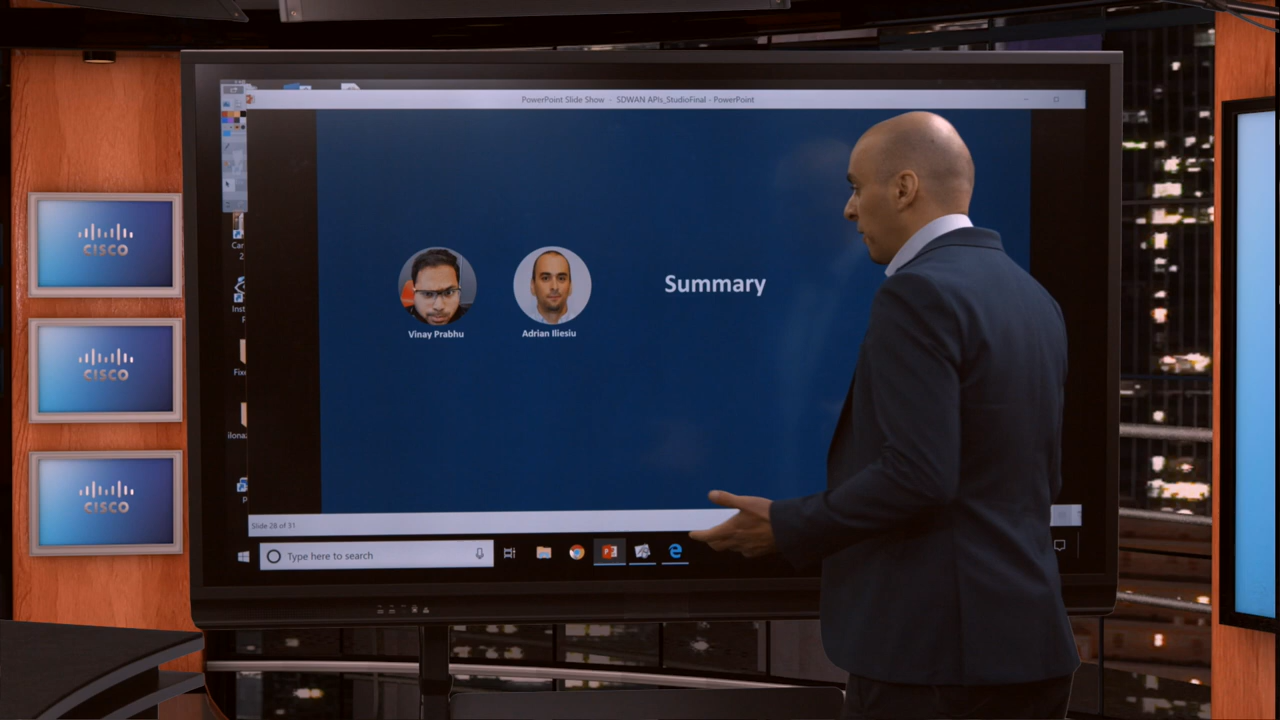 PowerPoint Slide Show - SDWAN APIs_StudioFinal - PowerPoint
CISCO
CISCO
CISCO
Summary
Vinay Prabhu
Adrian Iliesiu
Slide 28 of 31
Type here to search